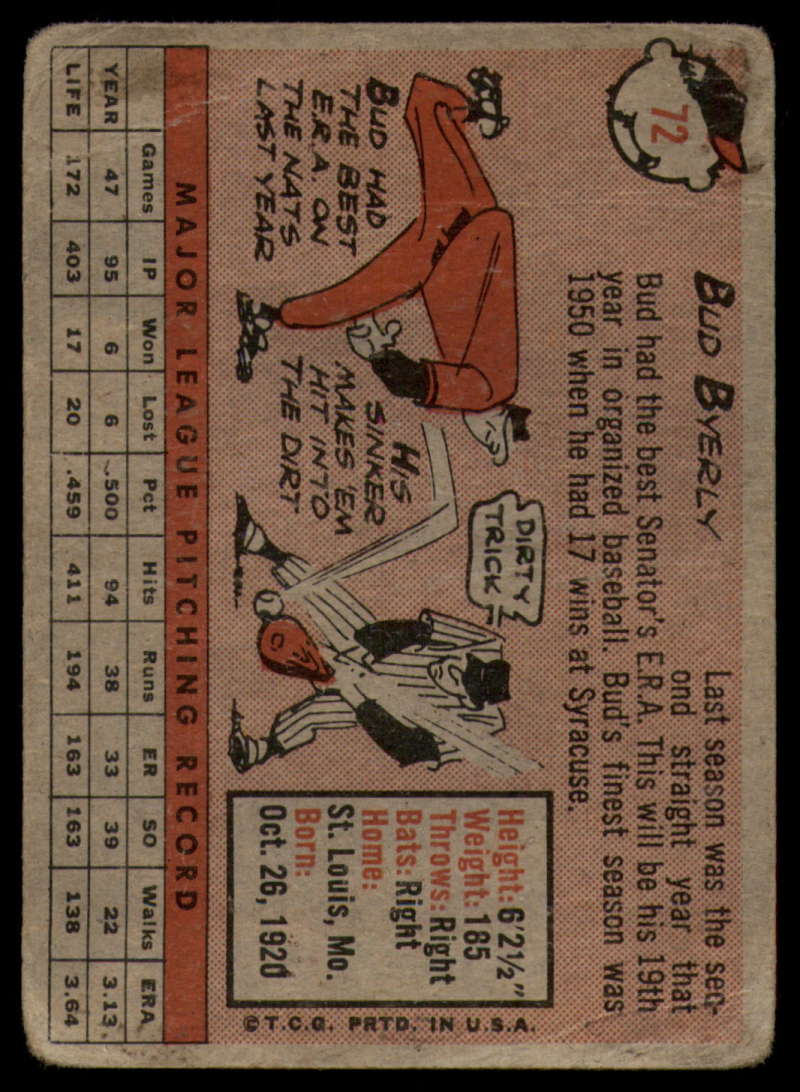 72
BUD BYERLY
Last season was the sec-
ond straight year that
Bud had the best Senator's E.R.A. This will be his 19th
year in organized baseball. Bud's finest season was
1950 when he had 17 wins at Syracuse.
BUD HAD
THE BEST
E.R.A. ON
THE NATS
LAST YEAR
HIS
SINKER
MAKES 'EM
HIT INTO
THE DIRT
DIRTY
TRICK
Height: 6'2½"
Weight: 185
Throws: Right
Bats: Right
Home:
St. Louis, Mo.
Born:
Oct. 26, 1920
©T.C.G. PRTD. IN U.S.A.
MAJOR LEAGUE PITCHING RECORD
Games IP Won Lost Pct Hits Runs ER SO Walks ERA
YEAR 47 95 6 6 .500 94 38 33 39 22 3.13
LIFE 172 403 17 20 .459 411 194 163 163 138 3.64